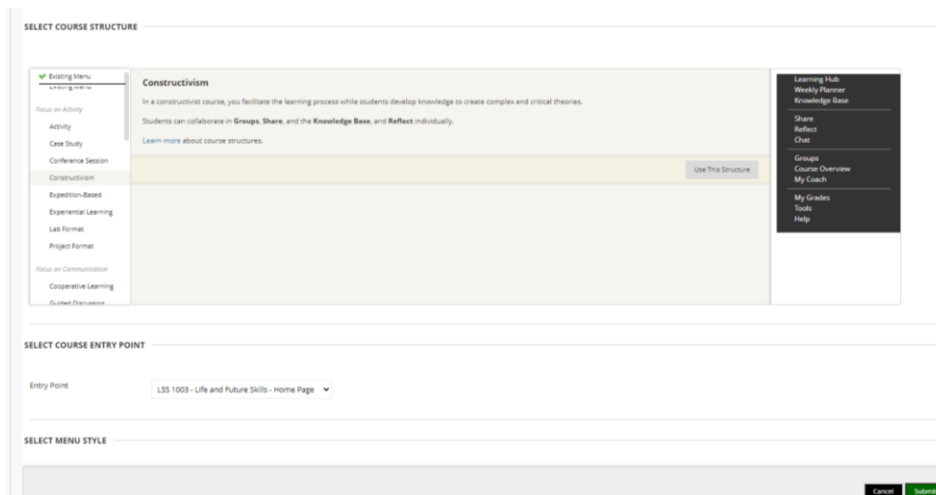 SELECT COURSE STRUCTURE
Existing Menu
Existing Menu
Focus on Activity
Activity
Case Study
Conference Session
Constructivism
Expedition-Based
Experiential Learning
Lab Format
Project Format
Focus on Communication
Cooperative Learning
Guided Discussion
Constructivism
In a constructivist course, you facilitate the learning process while students develop knowledge to create complex and critical theories.
Students can collaborate in Groups, Share, and the Knowledge Base, and Reflect individually.
Learn more about course structures.
Use This Structure
Learning Hub
Weekly Planner
Knowledge Base
Share
Reflect
Chat
Groups
Course Overview
My Coach
My Grades
Tools
Help
SELECT COURSE ENTRY POINT
Entry Point
LSS 1003 - Life and Future Skills - Home Page
SELECT MENU STYLE
Cancel
Submit